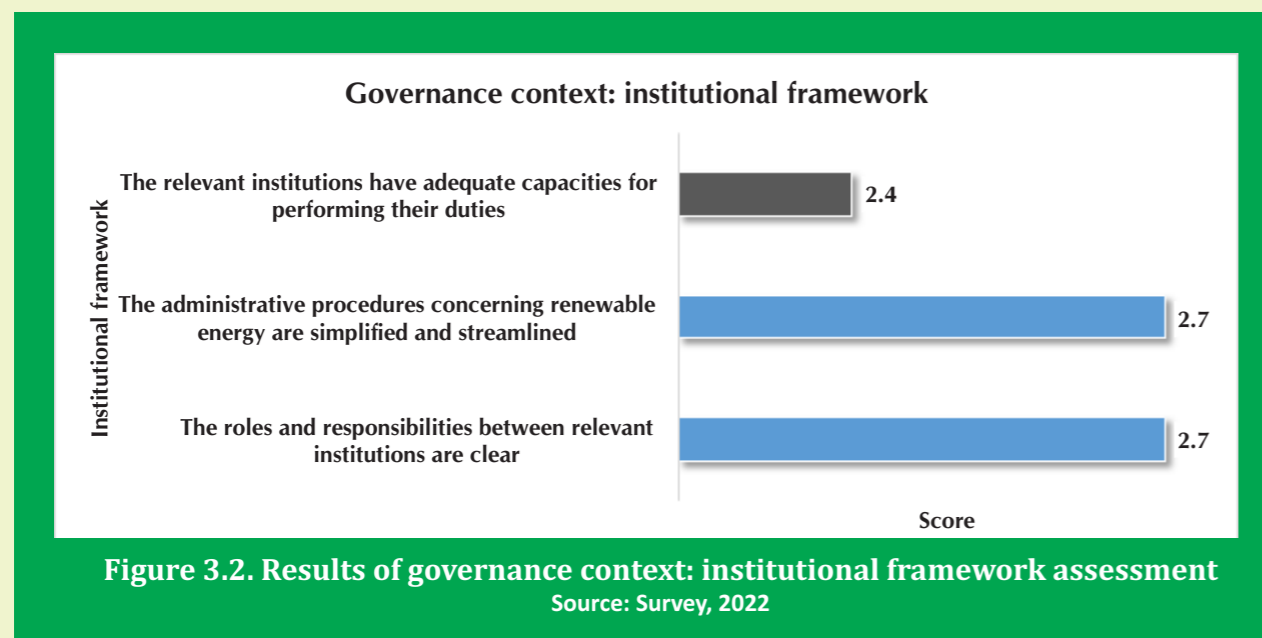 Governance context: institutional framework
Institutional framework
The relevant institutions have adequate capacities for
performing their duties
2.4
The administrative procedures concerning renewable
energy are simplified and streamlined
2.7
The roles and responsibilities between relevant
institutions are clear
2.7
Score
Figure 3.2. Results of governance context: institutional framework assessment
Source: Survey, 2022